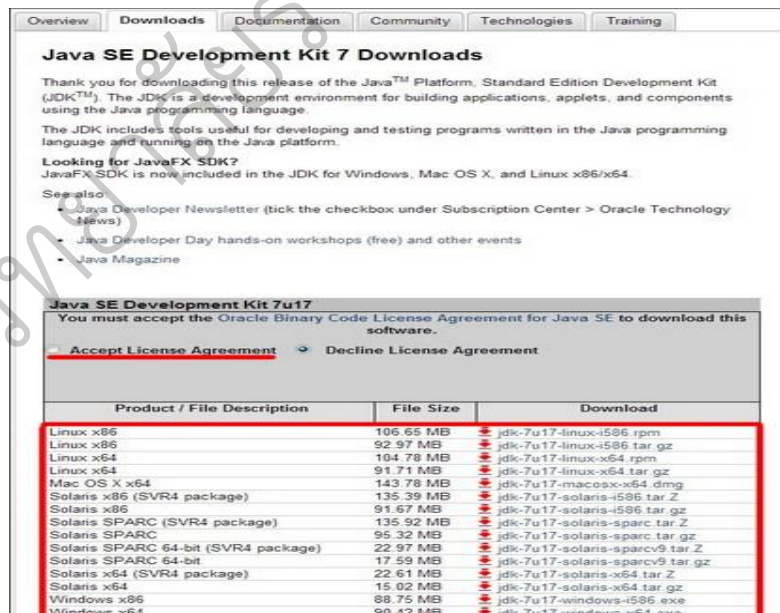 Overview Downloads Documentation Community Technologies Training
Java SE Development Kit 7 Downloads
Thank you for downloading this release of the Java™ Platform, Standard Edition Development Kit
(JDK™). The JDK is a development environment for building applications, applets, and components
using the Java programming language.
The JDK includes tools useful for developing and testing programs written in the Java programming
language and running on the Java platform.
Looking for JavaFX SDK?
JavaFX SDK is now included in the JDK for Windows, Mac OS X, and Linux x86/x64.
See also:
• Java Developer Newsletter (tick the checkbox under Subscription Center > Oracle Technology
News)
• Java Developer Day hands-on workshops (free) and other events
• Java Magazine
Java SE Development Kit 7u17
You must accept the Oracle Binary Code License Agreement for Java SE to download this
software.
Accept License Agreement Decline License Agreement
Product / File Description File Size Download
Linux x86 106.65 MB jdk-7u17-linux-i586.rpm
Linux x86 92.97 MB jdk-7u17-linux-i586.tar.gz
Linux x64 104.78 MB jdk-7u17-linux-x64.rpm
Linux x64 91.71 MB jdk-7u17-linux-x64.tar.gz
Mac OS X x64 143.78 MB jdk-7u17-macosx-x64.dmg
Solaris x86 (SVR4 package) 135.39 MB jdk-7u17-solaris-i586.tar.Z
Solaris x86 91.67 MB jdk-7u17-solaris-i586.tar.gz
Solaris SPARC (SVR4 package) 135.92 MB jdk-7u17-solaris-sparc.tar.Z
Solaris SPARC 95.32 MB jdk-7u17-solaris-sparc.tar.gz
Solaris SPARC 64-bit (SVR4 package) 22.97 MB jdk-7u17-solaris-sparcv9.tar.Z
Solaris SPARC 64-bit 17.59 MB jdk-7u17-solaris-sparcv9.tar.gz
Solaris x64 (SVR4 package) 22.61 MB jdk-7u17-solaris-x64.tar.Z
Solaris x64 15.02 MB jdk-7u17-solaris-x64.tar.gz
Windows x86 88.75 MB jdk-7u17-windows-i586.exe
Windows x64 90.42 MB jdk-7u17-windows-x64.exe